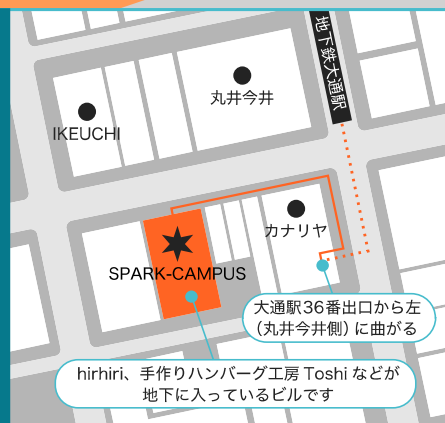 地下鉄大通駅
丸井今井
IKEUCHI
カナリヤ
SPARK-CAMPUS
大通駅36番出口から左
（丸井今井側）に曲がる
hirhiri、手作りハンバーグ工房 Toshi などが
地下に入っているビルです